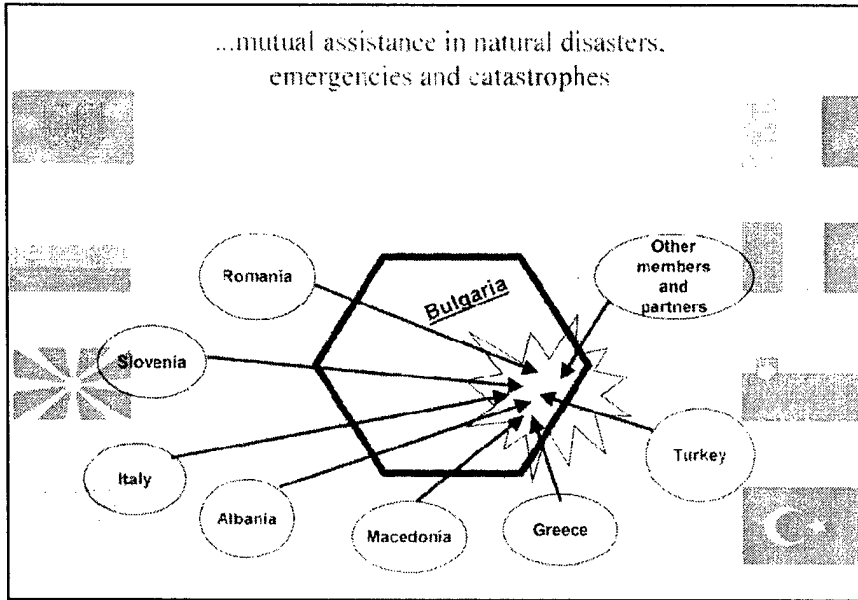 ...mutual assistance in natural disasters,
emergencies and catastrophes
Romania
Bulgaria
Other
members
and
partners
Slovenia
Italy
Albania
Macedonia
Greece
Turkey